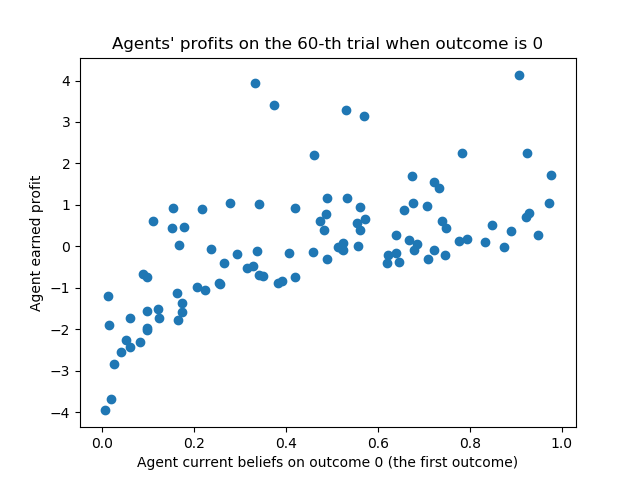 Agents' profits on the 60-th trial when outcome is 0
Agent earned profit
4
3
2
1
0
−1
−2
−3
−4
0.0 0.2 0.4 0.6 0.8 1.0
Agent current beliefs on outcome 0 (the first outcome)